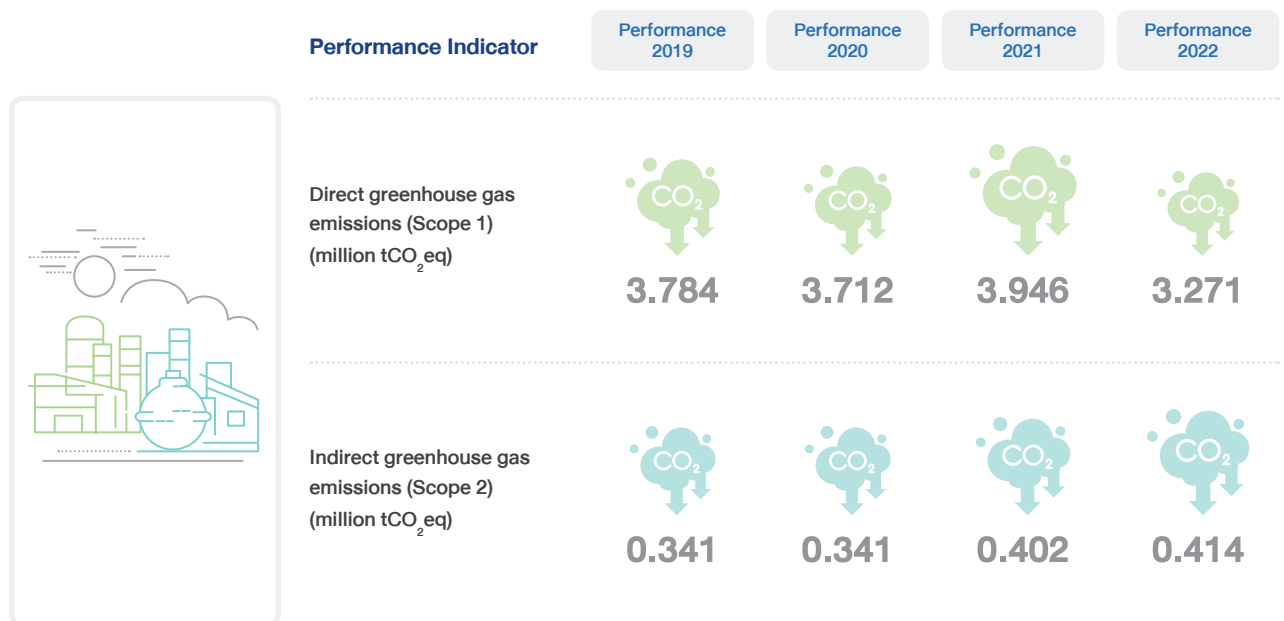 Performance Indicator
Performance
2019
Performance
2020
Performance
2021
Performance
2022
Direct greenhouse gas
emissions (Scope 1)
(million tCO₂eq)
CO₂
CO₂
CO₂
CO₂
3.784
3.712
3.946
3.271
Indirect greenhouse gas
emissions (Scope 2)
(million tCO₂eq)
CO₂
CO₂
CO₂
CO₂
0.341
0.341
0.402
0.414